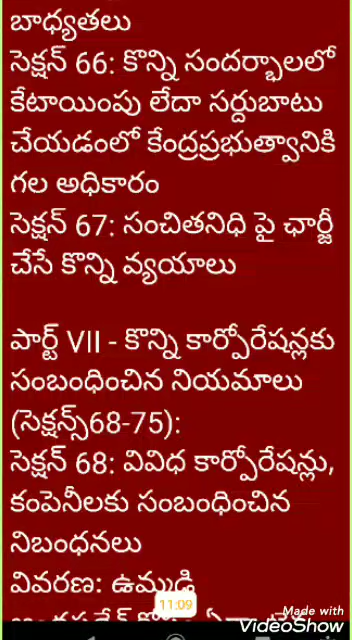 బాధ్యతలు
సెక్షన్ 66: కొన్ని సందర్భాలలో
కేటాయింపు లేదా సర్దుబాటు
చేయడంలో కేంద్రప్రభుత్వానికి
గల అధికారం
సెక్షన్ 67: సంచితనిధి పై ఛార్జీ
చేసే కొన్ని వ్యయాలు
పార్ట్ VII - కొన్ని కార్పోరేషన్లకు
సంబంధించిన నియమాలు
(సెక్షన్స్68-75):
సెక్షన్ 68: వివిధ కార్పోరేషన్లు,
కంపెనీలకు సంబంధించిన
నిబంధనలు
వివరణ: ఉమ్మడి
11:09
Made with
VideoShow